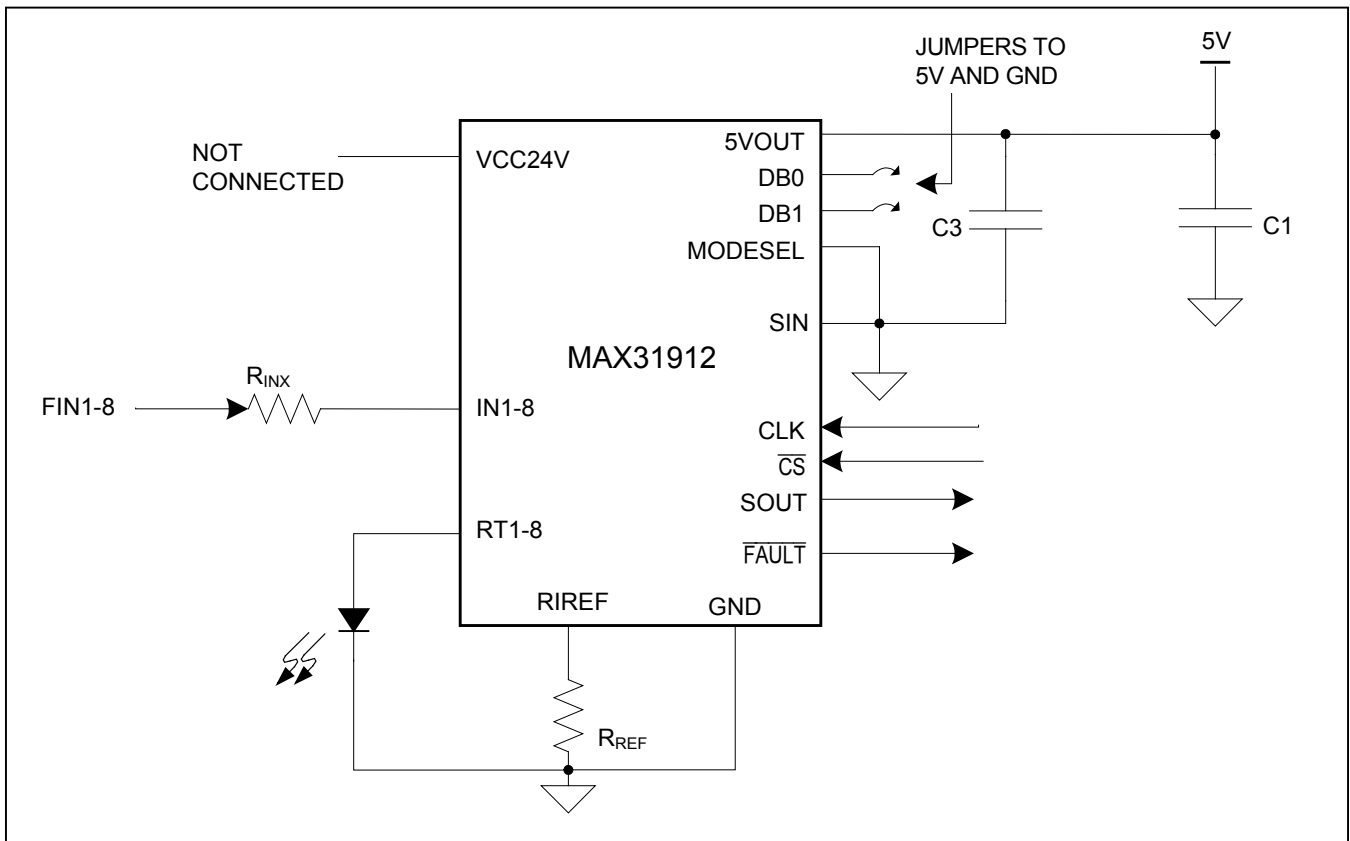 JUMPERS TO
5V AND GND
5V
NOT
CONNECTED
VCC24V
5VOUT
DB0
DB1
MODESEL
SIN
C3
C1
MAX31912
FIN1-8
RINX
IN1-8
CLK
CS
SOUT
FAULT
RT1-8
RIREF
GND
RREF